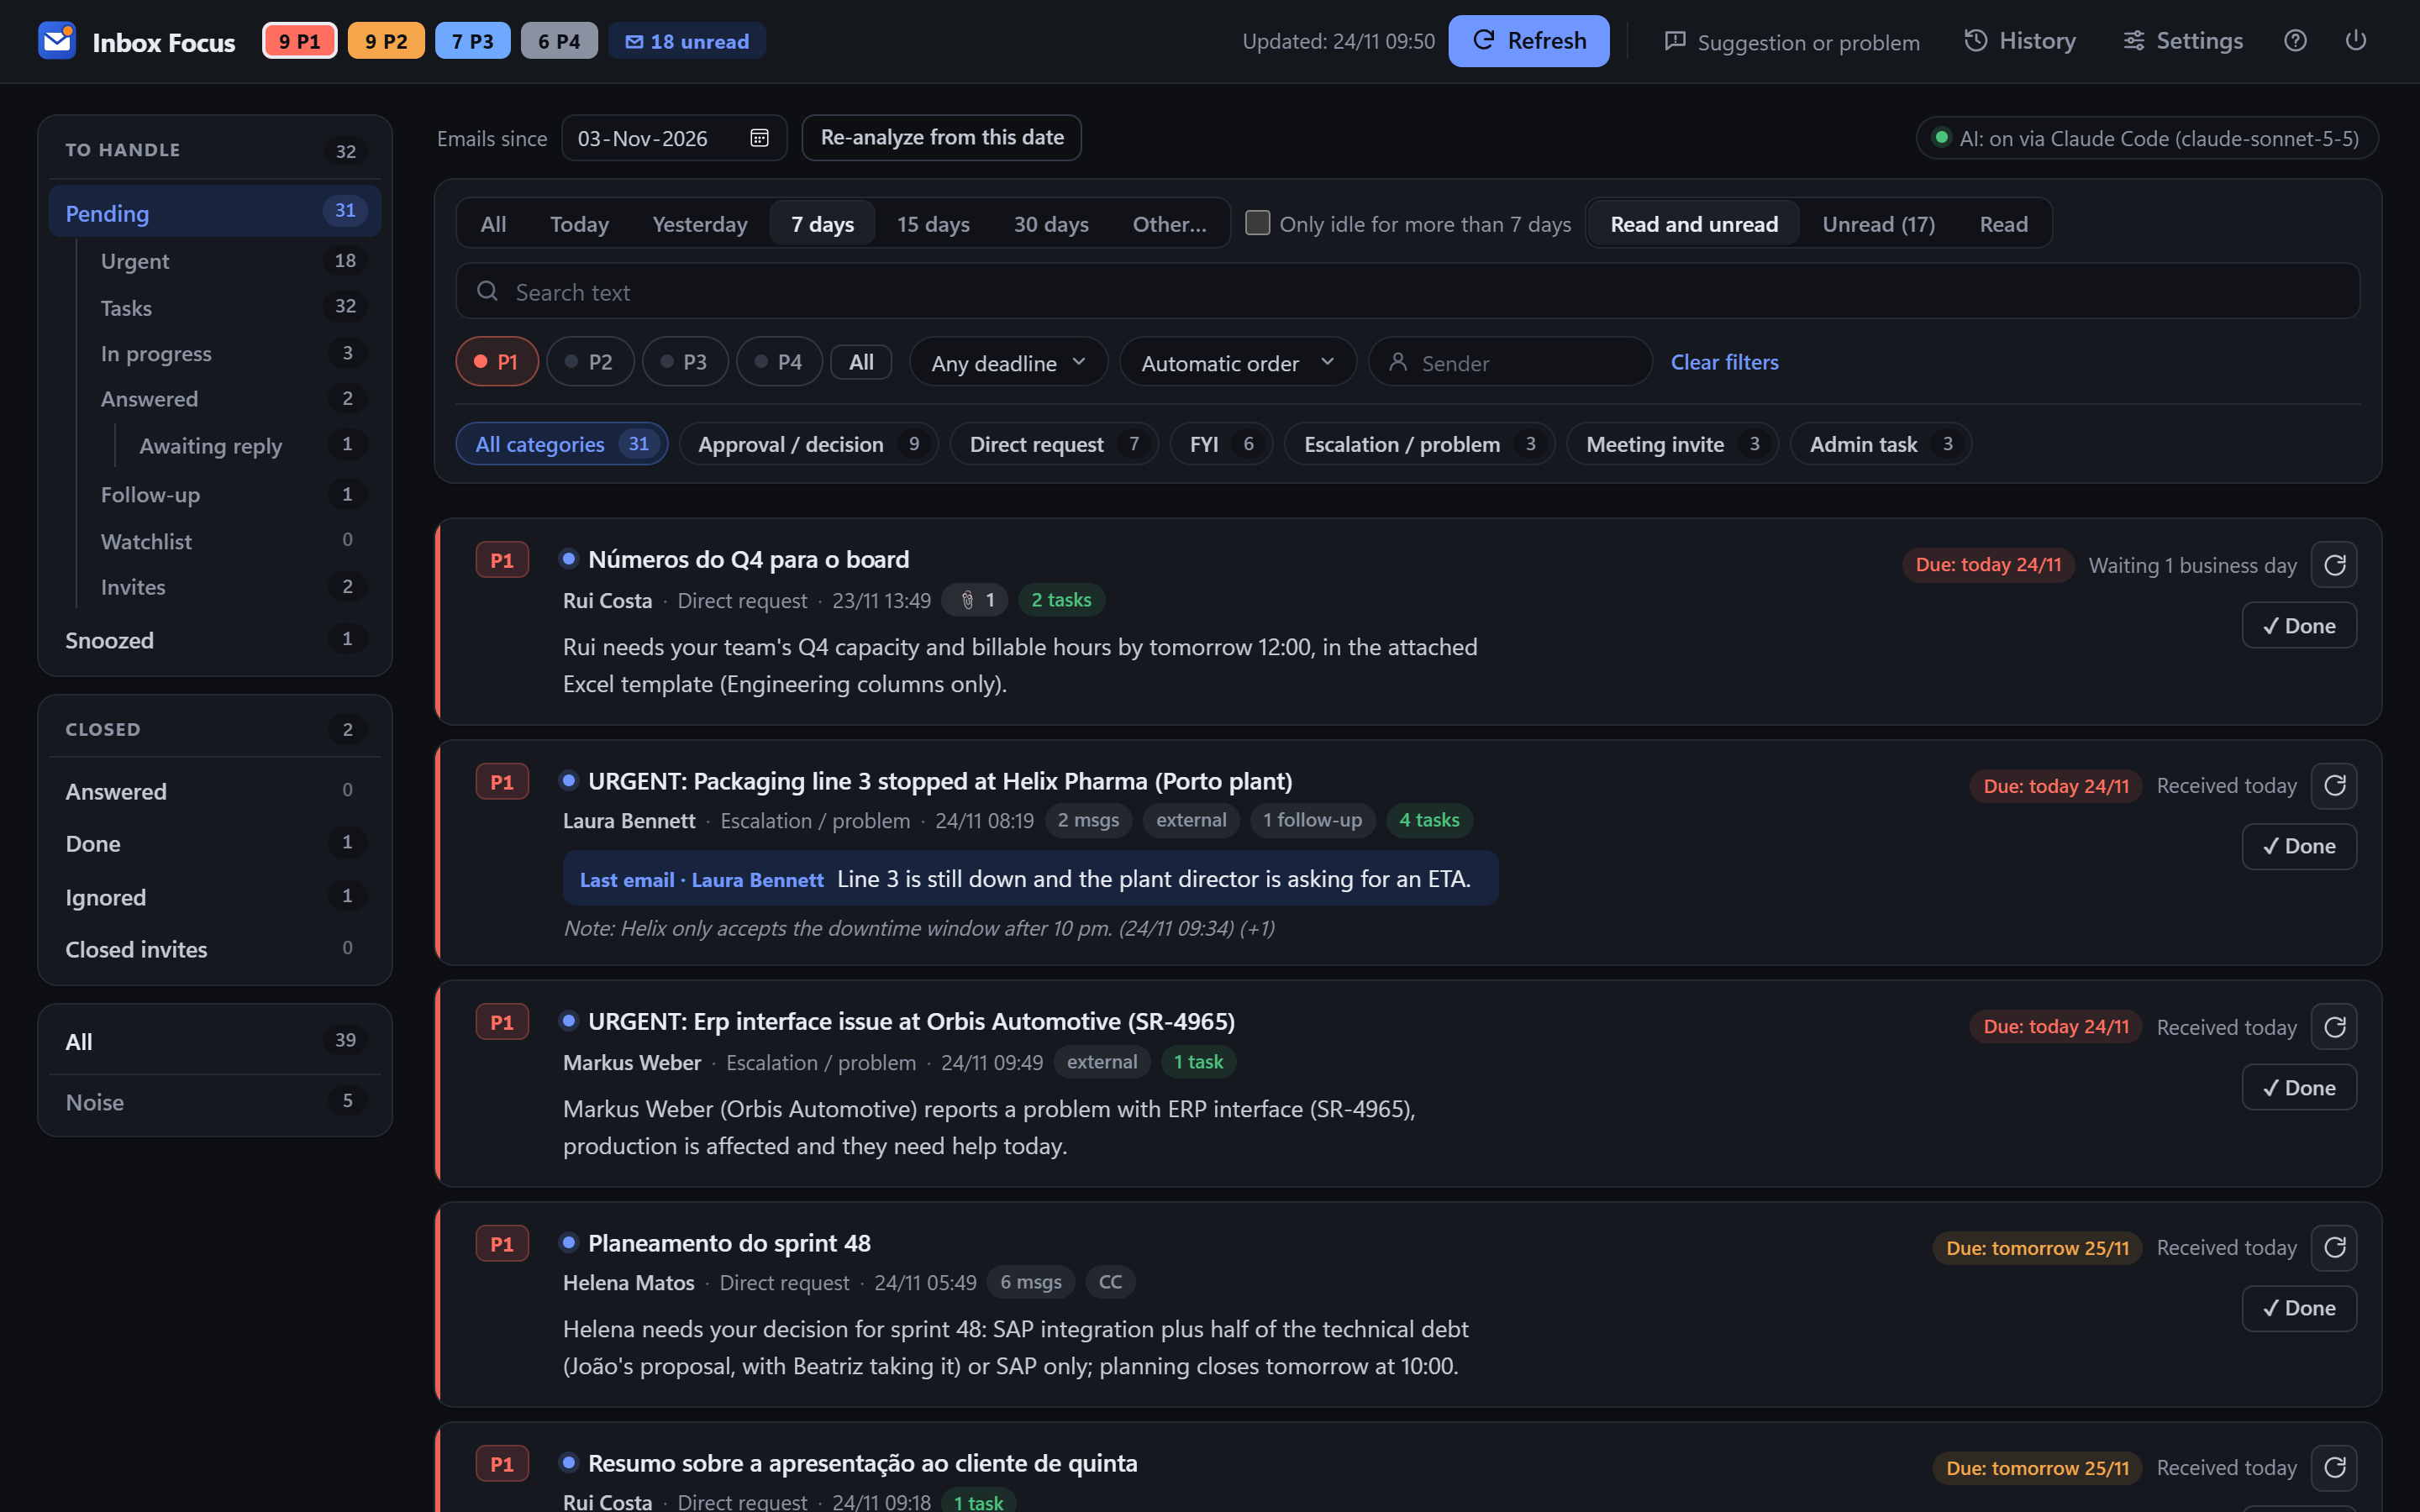 Inbox Focus 9 P1 9 P2 7 P3 6 P4 18 unread Updated: 24/11 09:50 Refresh Suggestion or problem History Settings
TO HANDLE 32
Pending 31
Urgent 18
Tasks 32
In progress 3
Answered 2
Awaiting reply 1
Follow-up 1
Watchlist 0
Invites 2
Snoozed 1
CLOSED 2
Answered 0
Done 1
Ignored 1
Closed invites 0
All 39
Noise 5
Emails since 03-Nov-2026 Re-analyze from this date AI: on via Claude Code (claude-sonnet-5-5)
All Today Yesterday 7 days 15 days 30 days Other... Only idle for more than 7 days Read and unread Unread (17) Read
Search text
P1 P2 P3 P4 All Any deadline Automatic order Sender Clear filters
All categories 31 Approval / decision 9 Direct request 7 FYI 6 Escalation / problem 3 Meeting invite 3 Admin task 3
P1 Números do Q4 para o board Due: today 24/11 Waiting 1 business day
Rui Costa · Direct request · 23/11 13:49 1 2 tasks
✓ Done
Rui needs your team's Q4 capacity and billable hours by tomorrow 12:00, in the attached
Excel template (Engineering columns only).
P1 URGENT: Packaging line 3 stopped at Helix Pharma (Porto plant) Due: today 24/11 Received today
Laura Bennett · Escalation / problem · 24/11 08:19 2 msgs external 1 follow-up 4 tasks
✓ Done
Last email · Laura Bennett Line 3 is still down and the plant director is asking for an ETA.
Note: Helix only accepts the downtime window after 10 pm. (24/11 09:34) (+1)
P1 URGENT: Erp interface issue at Orbis Automotive (SR-4965) Due: today 24/11 Received today
Markus Weber · Escalation / problem · 24/11 09:49 external 1 task
✓ Done
Markus Weber (Orbis Automotive) reports a problem with ERP interface (SR-4965),
production is affected and they need help today.
P1 Planeamento do sprint 48 Due: tomorrow 25/11 Received today
Helena Matos · Direct request · 24/11 05:49 6 msgs CC
✓ Done
Helena needs your decision for sprint 48: SAP integration plus half of the technical debt
(João's proposal, with Beatriz taking it) or SAP only; planning closes tomorrow at 10:00.
P1 Resumo sobre a apresentação ao cliente de quinta Due: tomorrow 25/11 Received today
Rui Costa · Direct request · 24/11 09:18 1 task